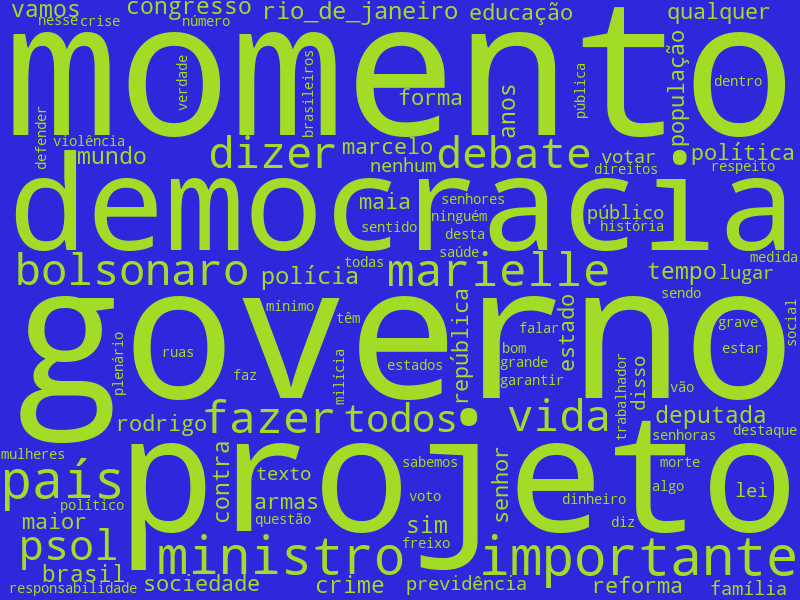 vamos congresso rio_de_janeiro educação qualquer
nesse crise número
momento
verdade brasileiros forma anos pública população dentro
defender violência
mundo dizer marcelo debate votar política
nenhum direitos respeito
democracia
maia senhores público
sentido ninguém história
desta
saúde
bolsonaro polícia todas marielle tempo lugar medida
governo
mínimo têm sendo
ruas plenário faz milícia estados república falar estado grave social
bom estar
grande
garantir
trabalhador disso vão
rodrigo fazer todos vida deputada
senhoras destaque
projeto
mulheres sabemos morte
país contra texto senhor algo lei
político armas voto dinheiro
maior questão sim diz
psol freixo
ministro importante
brasil
responsabilidade sociedade crime previdência reforma família